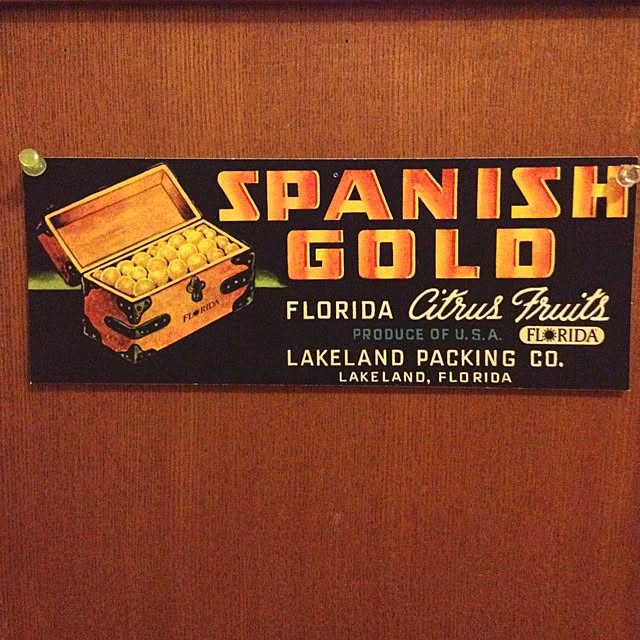 SPANISH
GOLD
FLORIDA
FLORIDA Citrus Fruits
PRODUCE OF U.S.A. FLORIDA
LAKELAND PACKING CO.
LAKELAND, FLORIDA